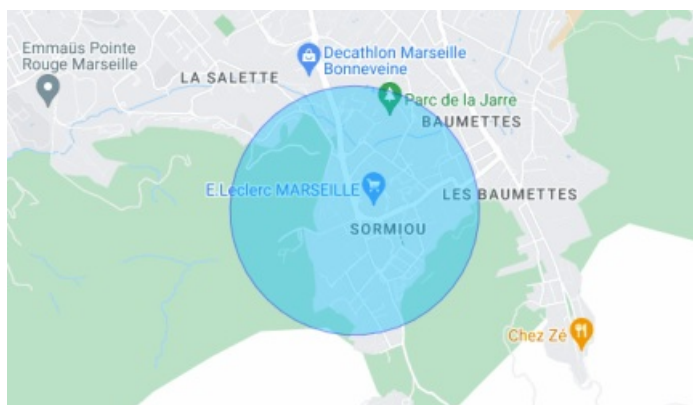 Emmaüs Pointe
Rouge Marseille
LA SALETTE
Decathlon Marseille
Bonneveine
Parc de la Jarre
BAUMETTES
E.Leclerc MARSEILLE
LES BAUMETTES
SORMIOU
Chez Zé